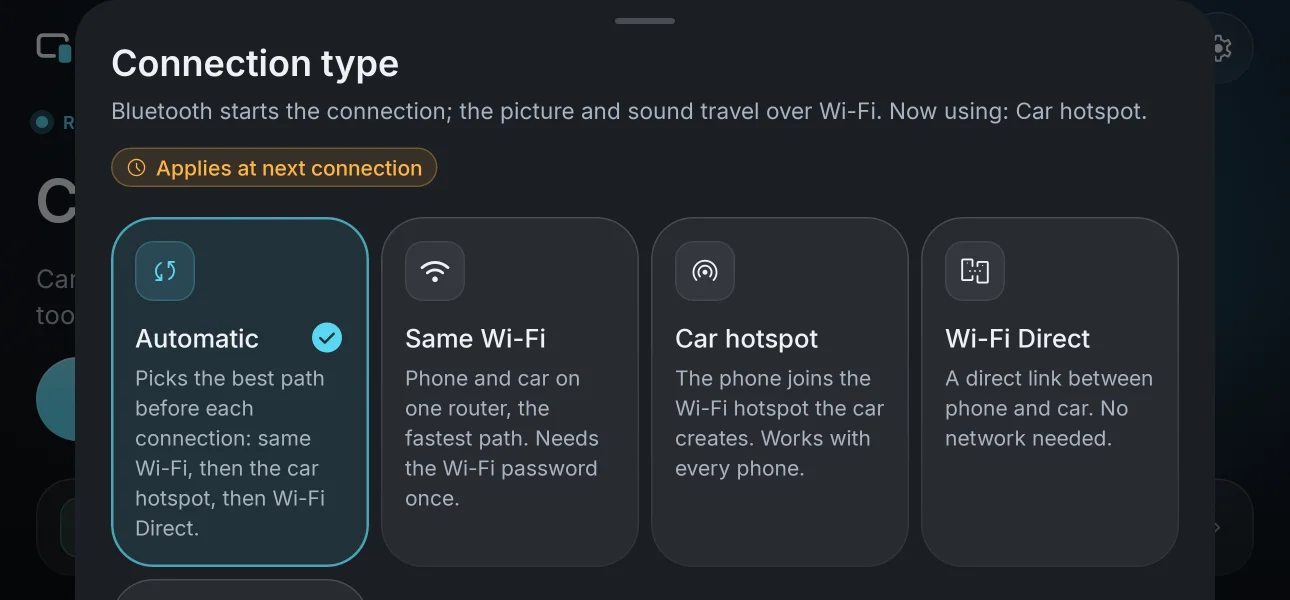 Connection type
Bluetooth starts the connection; the picture and sound travel over Wi-Fi. Now using: Car hotspot.
Applies at next connection
Automatic
Picks the best path
before each
connection: same
Wi-Fi, then the car
hotspot, then Wi-Fi
Direct.
Same Wi-Fi
Phone and car on
one router, the
fastest path. Needs
the Wi-Fi password
once.
Car hotspot
The phone joins the
Wi-Fi hotspot the car
creates. Works with
every phone.
Wi-Fi Direct
A direct link between
phone and car. No
network needed.